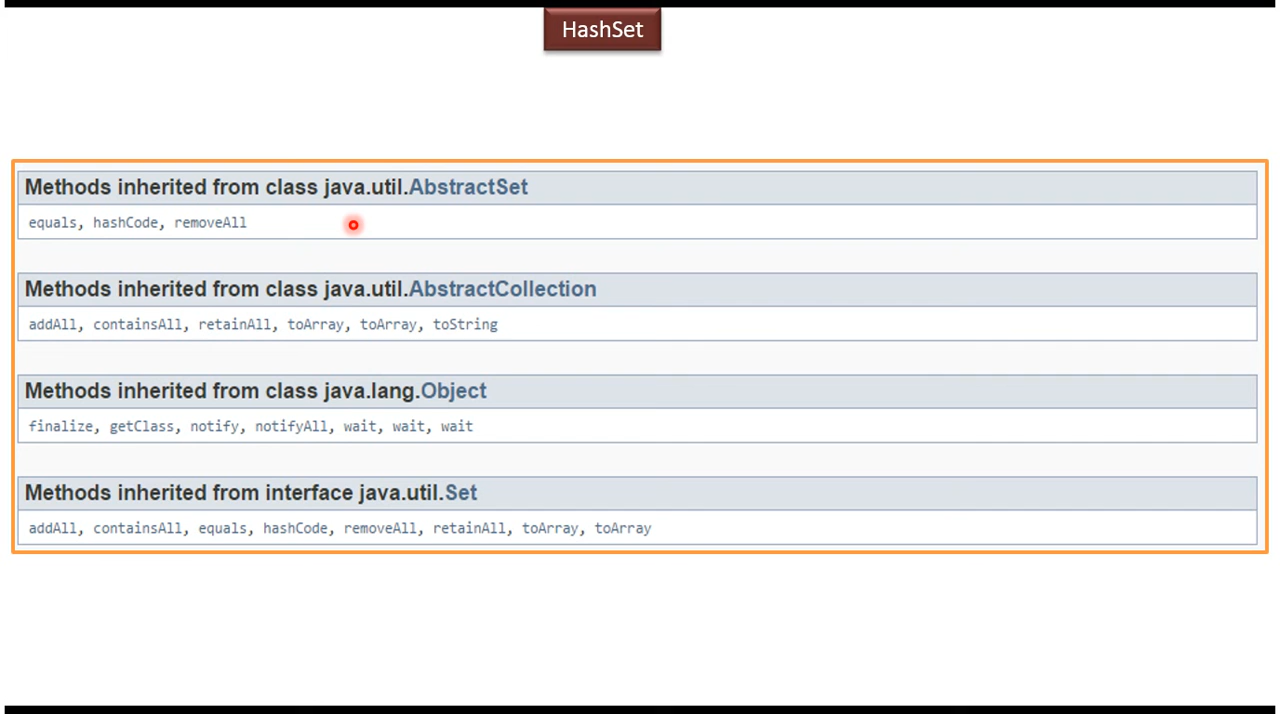 HashSet
Methods inherited from class java.util.AbstractSet
equals, hashCode, removeAll
Methods inherited from class java.util.AbstractCollection
addAll, containsAll, retainAll, toArray, toArray, toString
Methods inherited from class java.lang.Object
finalize, getClass, notify, notifyAll, wait, wait, wait
Methods inherited from interface java.util.Set
addAll, containsAll, equals, hashCode, removeAll, retainAll, toArray, toArray